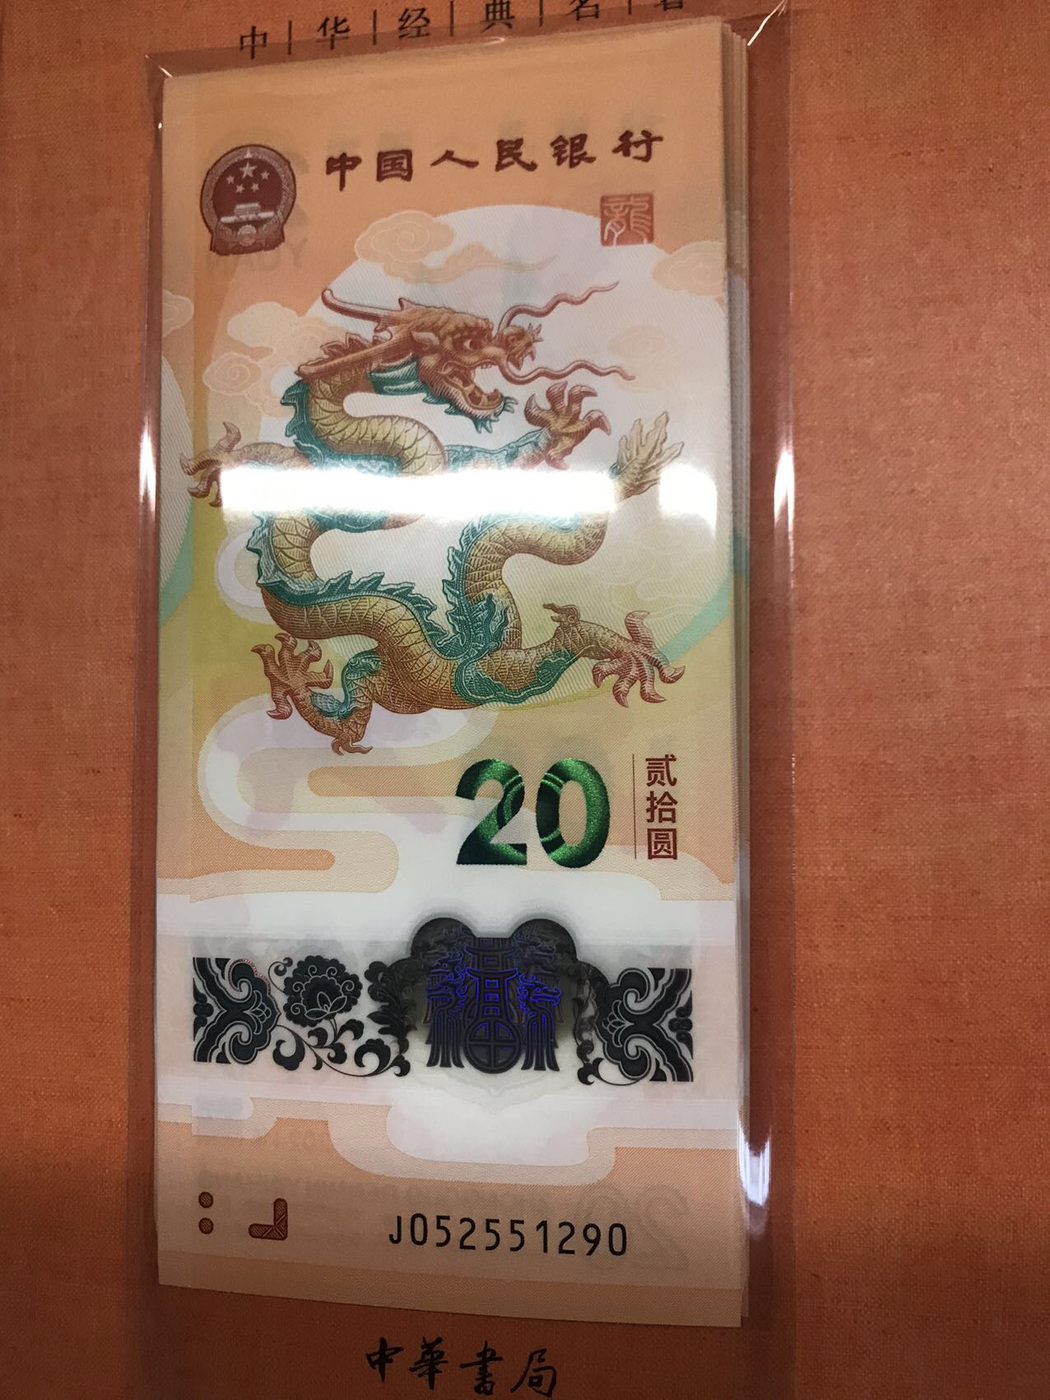 中|华|经|典|名|著
中国人民银行
龍
20
贰拾圆
J052551290
中華書局